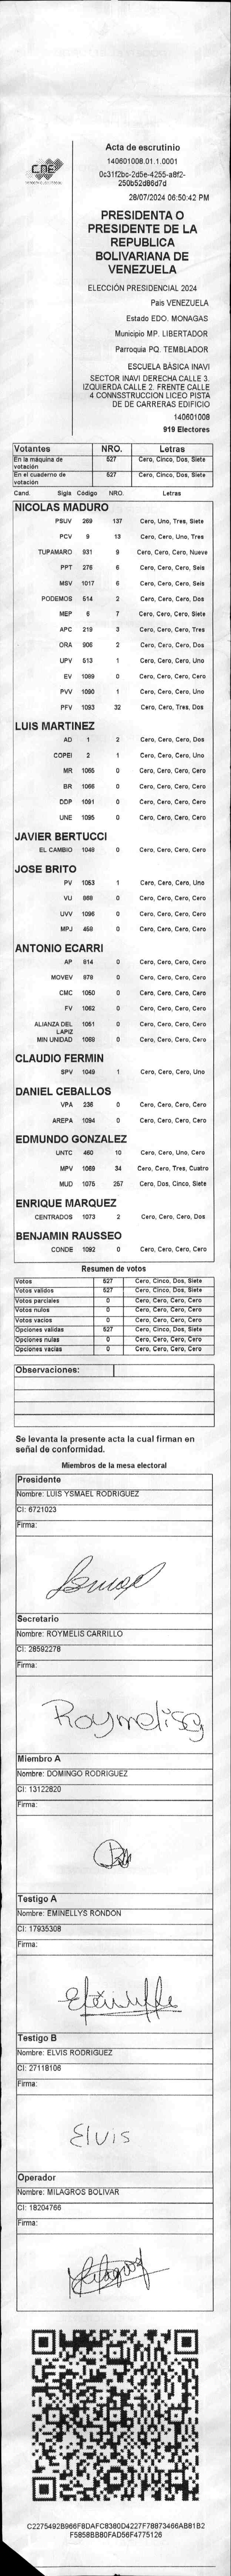 CNE
Acta de escrutinio
140601008.01.1.0001
0c31f2bc-2d5e-4255-a8f2-
250b52d86d7d
28/07/2024 06:50:42 PM
PRESIDENTA O
PRESIDENTE DE LA
REPUBLICA
BOLIVARIANA DE
VENEZUELA
ELECCIÓN PRESIDENCIAL 2024
Pais VENEZUELA
Estado EDO. MONAGAS
Municipio MP. LIBERTADOR
Parroquia PQ. TEMBLADOR
ESCUELA BÁSICA INAVI
SECTOR INAVI DERECHA CALLE 3.
IZQUIERDA CALLE 2. FRENTE CALLE
4 CONNSSTRUCCION LICEO PISTA
DE DE CARRERAS EDIFICIO
140601008
919 Electores
Votantes NRO. Letras
En la máquina de votación 527 Cero, Cinco, Dos, Siete
En el cuaderno de votación 527 Cero, Cinco, Dos, Siete
Cand. Sigla Código NRO. Letras
NICOLAS MADURO
PSUV 269 137 Cero, Uno, Tres, Siete
PCV 9 13 Cero, Cero, Uno, Tres
TUPAMARO 931 9 Cero, Cero, Cero, Nueve
PPT 276 6 Cero, Cero, Cero, Seis
MSV 1017 6 Cero, Cero, Cero, Seis
PODEMOS 514 2 Cero, Cero, Cero, Dos
MEP 6 7 Cero, Cero, Cero, Siete
APC 219 3 Cero, Cero, Cero, Tres
ORA 906 2 Cero, Cero, Cero, Dos
UPV 513 1 Cero, Cero, Cero, Uno
EV 1089 0 Cero, Cero, Cero, Cero
PVV 1090 1 Cero, Cero, Cero, Uno
PFV 1093 32 Cero, Cero, Tres, Dos
LUIS MARTINEZ
AD 1 2 Cero, Cero, Cero, Dos
COPEI 2 1 Cero, Cero, Cero, Uno
MR 1065 0 Cero, Cero, Cero, Cero
BR 1066 0 Cero, Cero, Cero, Cero
DDP 1091 0 Cero, Cero, Cero, Cero
UNE 1095 0 Cero, Cero, Cero, Cero
JAVIER BERTUCCI
EL CAMBIO 1048 0 Cero, Cero, Cero, Cero
JOSE BRITO
PV 1053 1 Cero, Cero, Cero, Uno
VU 868 0 Cero, Cero, Cero, Cero
UVV 1096 0 Cero, Cero, Cero, Cero
MPJ 458 0 Cero, Cero, Cero, Cero
ANTONIO ECARRI
AP 814 0 Cero, Cero, Cero, Cero
MOVEV 978 0 Cero, Cero, Cero, Cero
CMC 1050 0 Cero, Cero, Cero, Cero
FV 1062 0 Cero, Cero, Cero, Cero
ALIANZA DEL LAPIZ 1051 0 Cero, Cero, Cero, Cero
MIN UNIDAD 1068 0 Cero, Cero, Cero, Cero
CLAUDIO FERMIN
SPV 1049 1 Cero, Cero, Cero, Uno
DANIEL CEBALLOS
VPA 236 0 Cero, Cero, Cero, Cero
AREPA 1094 0 Cero, Cero, Cero, Cero
EDMUNDO GONZALEZ
UNTC 460 10 Cero, Cero, Uno, Cero
MPV 1069 34 Cero, Cero, Tres, Cuatro
MUD 1075 257 Cero, Dos, Cinco, Siete
ENRIQUE MARQUEZ
CENTRADOS 1073 2 Cero, Cero, Cero, Dos
BENJAMIN RAUSSEO
CONDE 1092 0 Cero, Cero, Cero, Cero
Resumen de votos
Votos 527 Cero, Cinco, Dos, Siete
Votos validos 527 Cero, Cinco, Dos, Siete
Votos parciales 0 Cero, Cero, Cero, Cero
Votos nulos 0 Cero, Cero, Cero, Cero
Votos vacios 0 Cero, Cero, Cero, Cero
Opciones validas 527 Cero, Cinco, Dos, Siete
Opciones nulas 0 Cero, Cero, Cero, Cero
Opciones vacias 0 Cero, Cero, Cero, Cero
Observaciones:
Se levanta la presente acta la cual firman en
señal de conformidad.
Miembros de la mesa electoral
Presidente
Nombre: LUIS YSMAEL RODRIGUEZ
CI: 6721023
Firma:
Secretario
Nombre: ROYMELIS CARRILLO
CI: 28592278
Firma:
Roymelis
Miembro A
Nombre: DOMINGO RODRIGUEZ
CI: 13122820
Firma:
Testigo A
Nombre: EMINELLYS RONDON
CI: 17935308
Firma:
Testigo B
Nombre: ELVIS RODRIGUEZ
CI: 27118106
Firma:
Elvis
Operador
Nombre: MILAGROS BOLIVAR
CI: 18204766
Firma:
Milagros
C2275492B966F8DAFC8380D4227F78873466AB81B2
F5858BB80FAD56F4775126